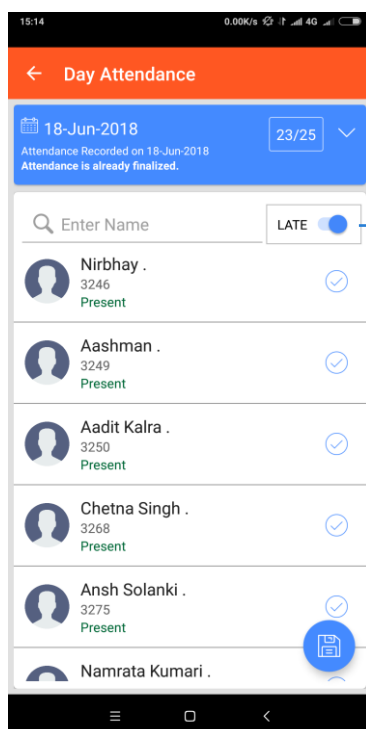 15:14 0.00K/s 4G
Day Attendance
18-Jun-2018
Attendance Recorded on 18-Jun-2018
Attendance is already finalized.
23/25
Enter Name
LATE
Nirbhay .
3246
Present
Aashman .
3249
Present
Aadit Kalra .
3250
Present
Chetna Singh .
3268
Present
Ansh Solanki .
3275
Present
Namrata Kumari .